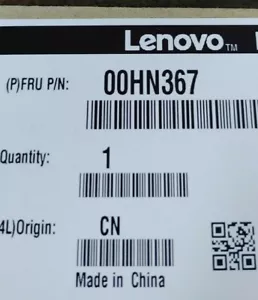 Lenovo™
(P)FRU P/N: 00HN367
Quantity: 1
4L)Origin: CN
Made in China